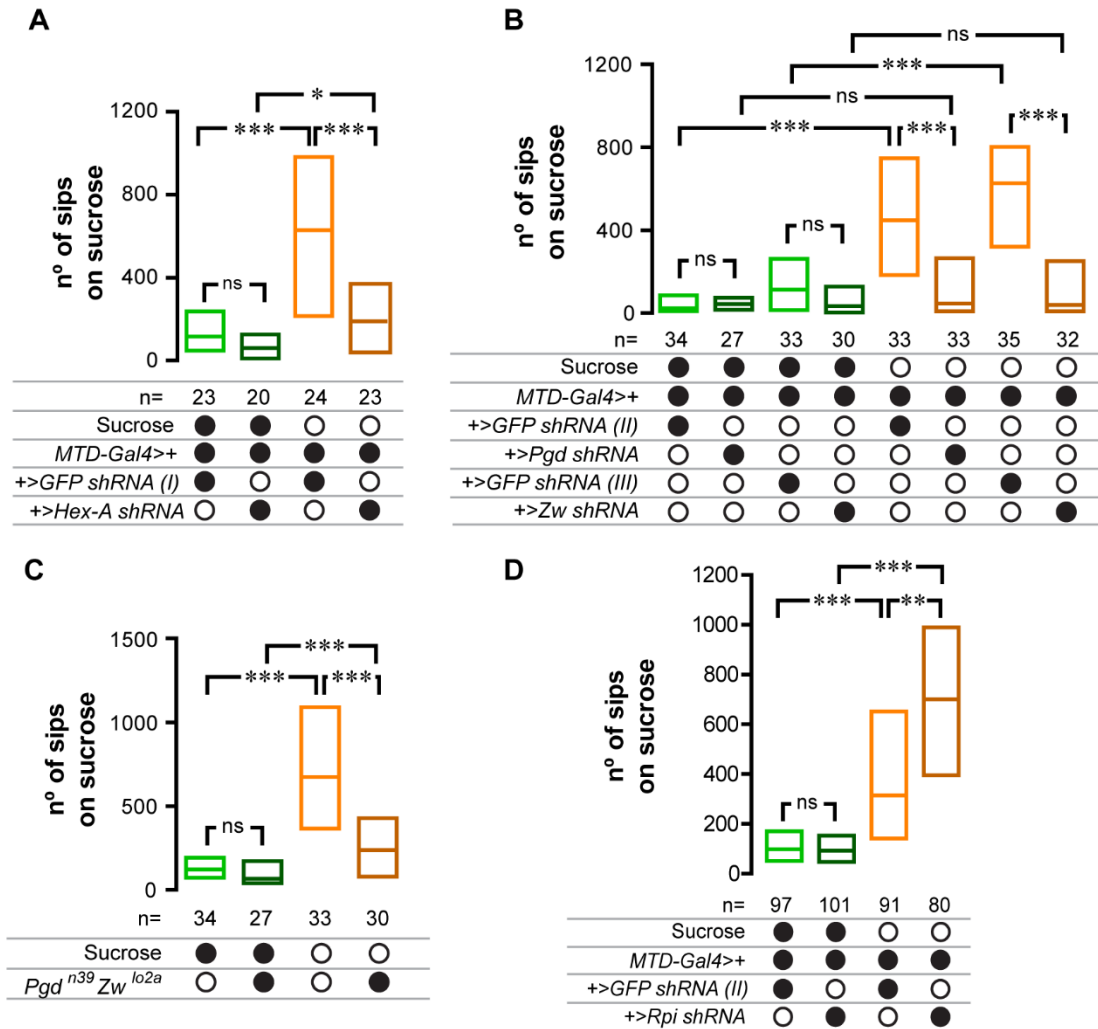 A
nº of sips
on sucrose
1200
800
400
0
*
***
***
ns
n= 23 20 24 23
Sucrose
MTD-Gal4>+
+>GFP shRNA (I)
+>Hex-A shRNA
B
nº of sips
on sucrose
1200
800
400
0
ns
***
ns
***
***
***
ns
ns
n= 34 27 33 30 33 33 35 32
Sucrose
MTD-Gal4>+
+>GFP shRNA (II)
+>Pgd shRNA
+>GFP shRNA (III)
+>Zw shRNA
C
nº of sips
on sucrose
1500
1000
500
0
***
***
***
ns
n= 34 27 33 30
Sucrose
Pgd n39 Zw lo2a
D
nº of sips
on sucrose
1200
1000
800
600
400
200
0
***
***
**
ns
n= 97 101 91 80
Sucrose
MTD-Gal4>+
+>GFP shRNA (II)
+>Rpi shRNA